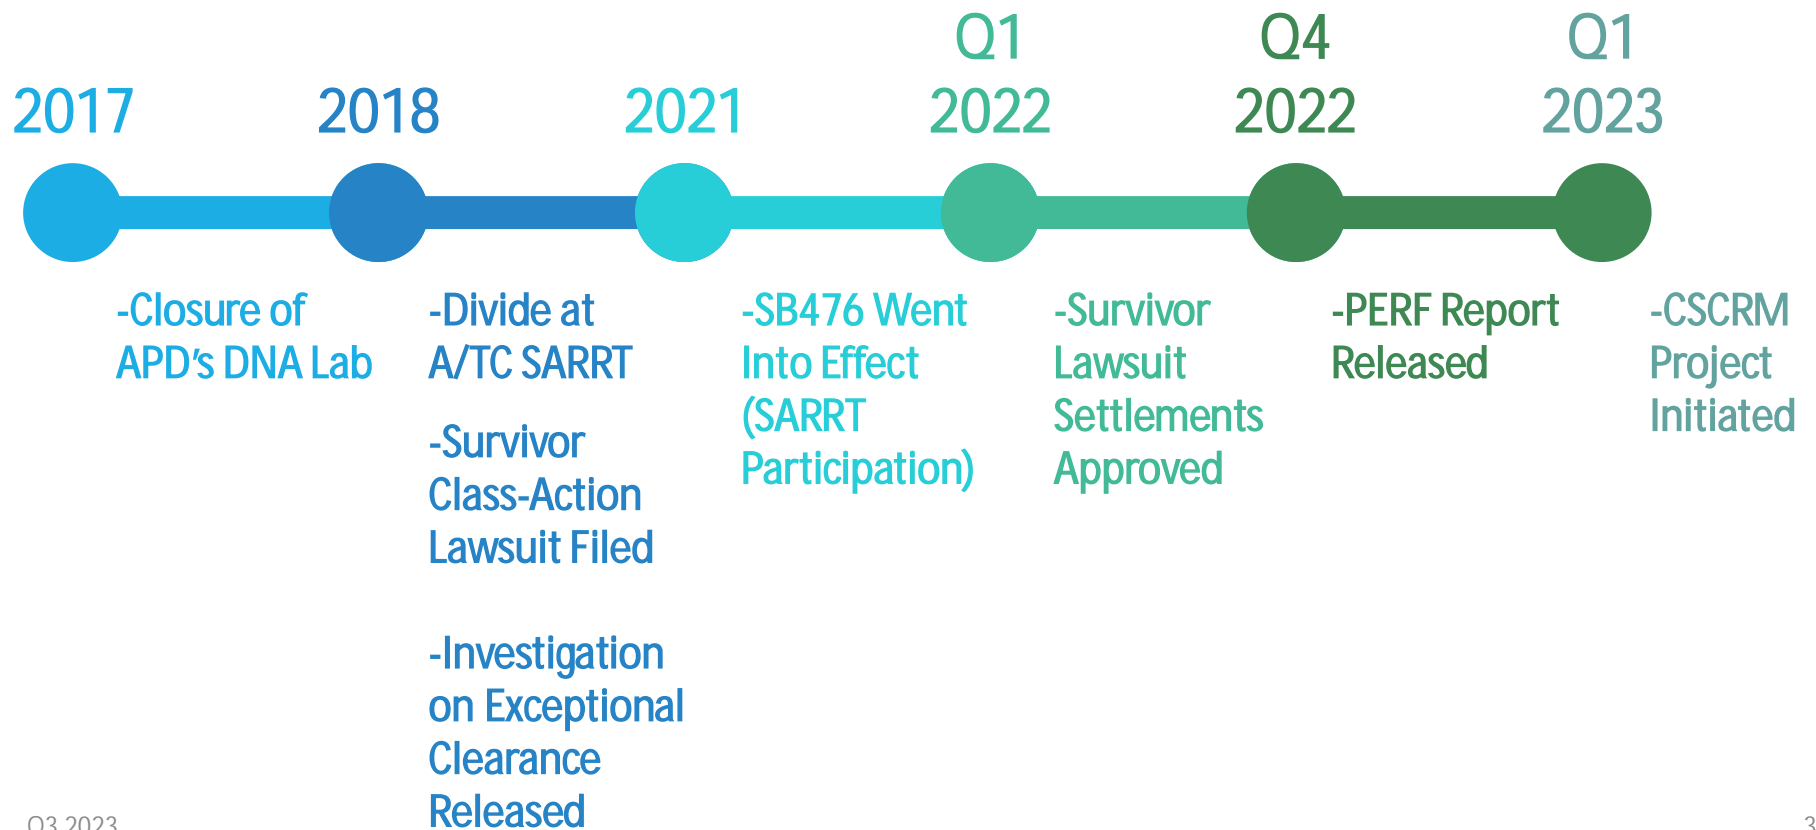 2017
2018
2021
Q1
2022
Q4
2022
Q1
2023
-Closure of
APD's DNA Lab
-Divide at
A/TC SARRT
-Survivor
Class-Action
Lawsuit Filed
-Investigation
on Exceptional
Clearance
Released
-SB476 Went
Into Effect
(SARRT
Participation)
-Survivor
Lawsuit
Settlements
Approved
-PERF Report
Released
-CSCRM
Project
Initiated
Q3 2023
3